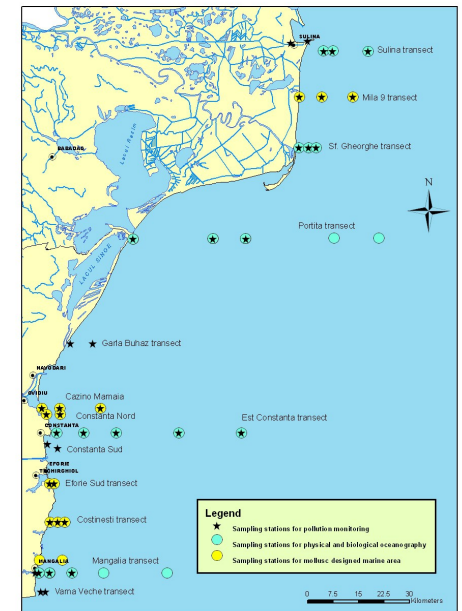 SULINA
Sulina transect
Mila 9 transect
Sf. Gheorghe transect
BABADAG
Lacul Razim
N
Portita transect
LACUL SINOE
Garla Buhaz transect
NAVODARI
OVIDIU
Cazino Mamaia
Constanta Nord
Est Constanta transect
CONSTANTA
Constanta Sud
EFORIE
TECHIRGHIOL
Eforie Sud transect
Costinesti transect
Legend
Sampling stations for pollution monitoring
Sampling stations for physical and biological oceanography
Sampling stations for mollusc designed marine area
MANGALIA
Mangalia transect
Vama Veche transect
0 7.5 15 22.5 30
Kilometers